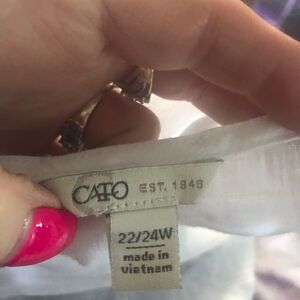 CATO EST. 1946
22/24W
made in
vietnam